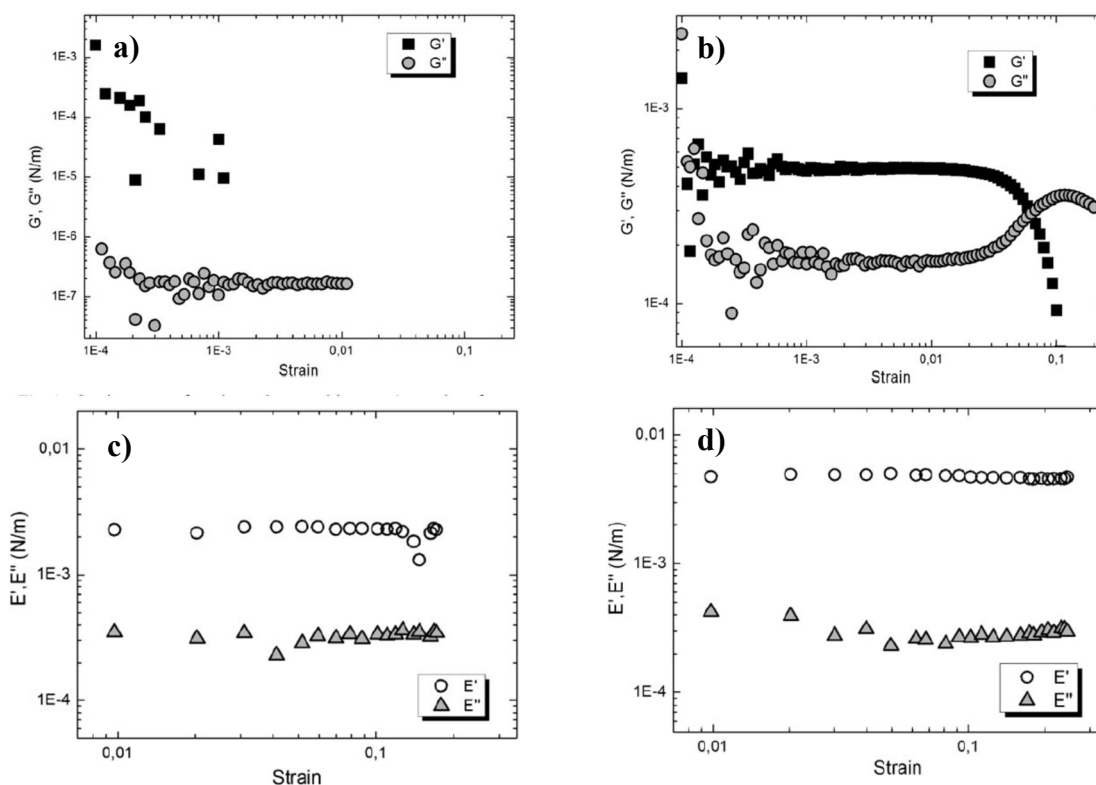 a)
G'
G''
1E-3
1E-4
1E-5
1E-6
1E-7
G', G'' (N/m)
1E-4
1E-3
0,01
0,1
Strain
b)
G'
G''
1E-3
1E-4
G', G'' (N/m)
1E-4
1E-3
0,01
0,1
Strain
c)
0,01
1E-3
1E-4
E',E'' (N/m)
E'
E''
0,01
0,1
Strain
d)
0,01
1E-3
1E-4
E',E'' (N/m)
E'
E''
0,01
0,1
Strain